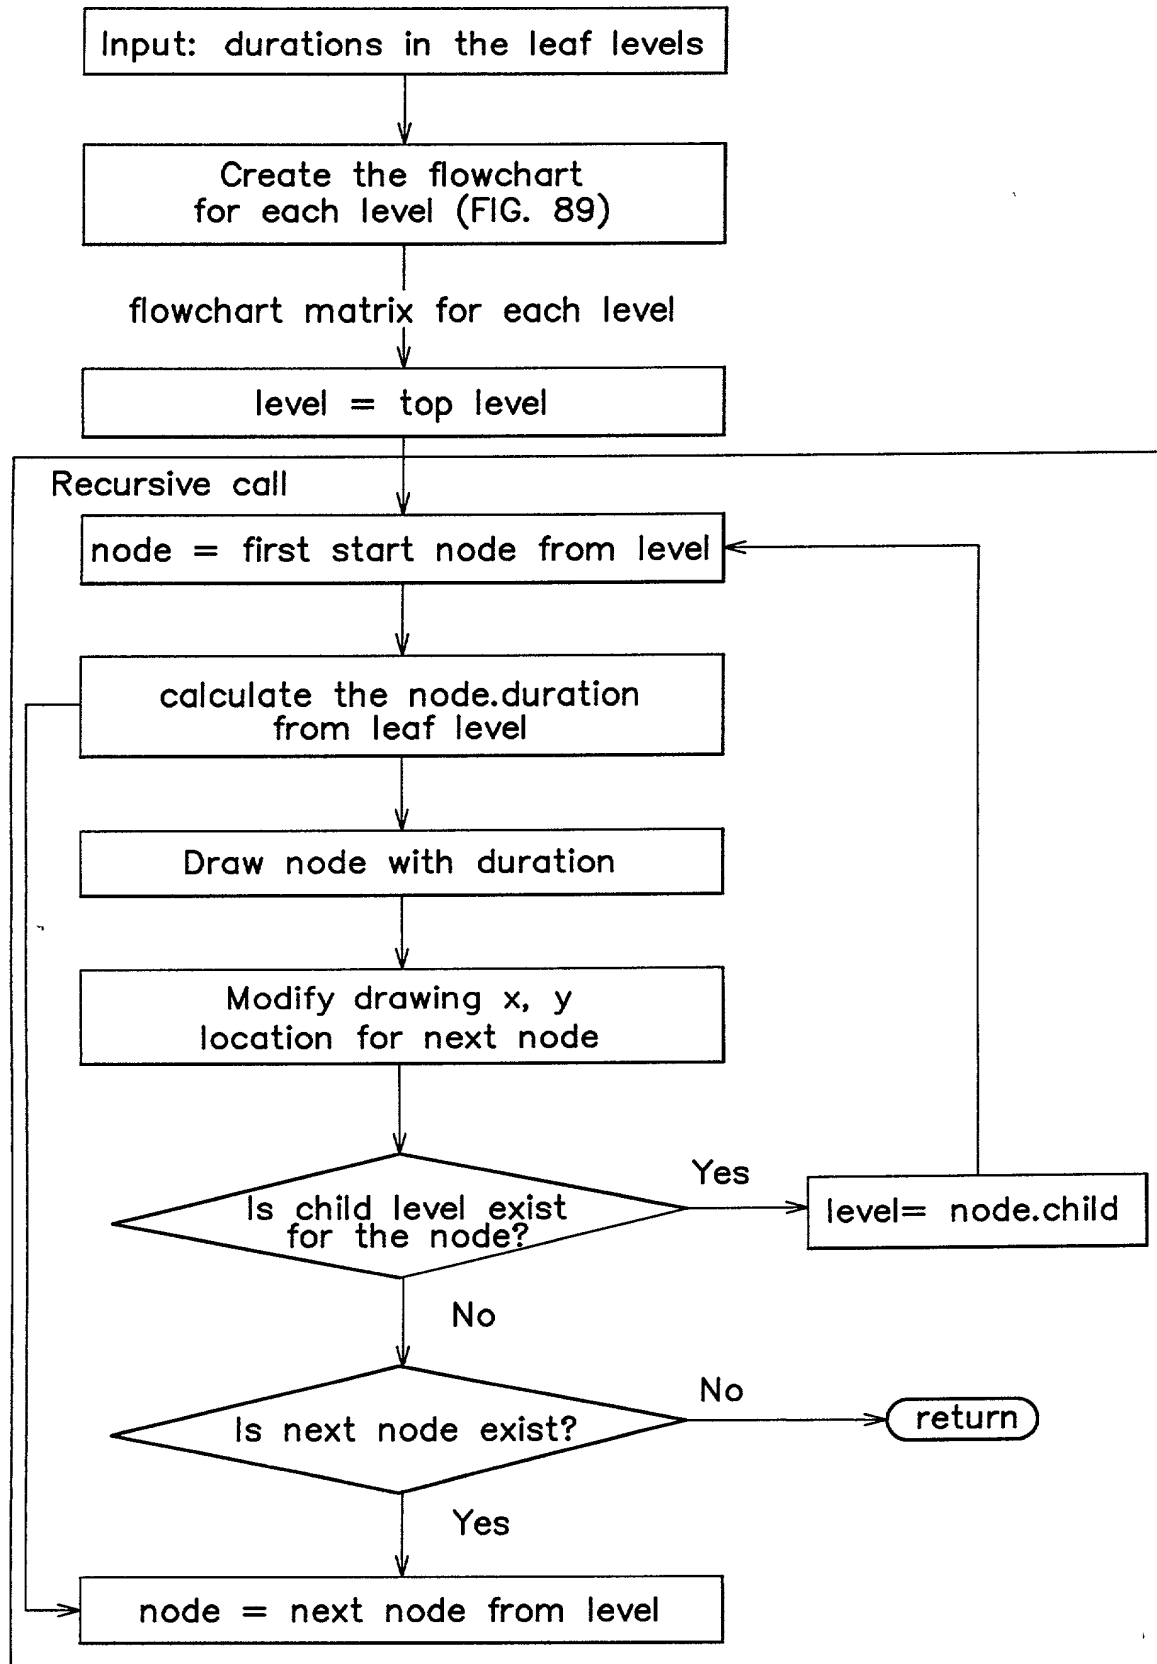 Input: durations in the leaf levels
Create the flowchart
for each level (FIG. 89)
flowchart matrix for each level
level = top level
Recursive call
node = first start node from level
calculate the node.duration
from leaf level
Draw node with duration
Modify drawing x, y
location for next node
Is child level exist
for the node?
Yes
level= node.child
No
Is next node exist?
No
return
Yes
node = next node from level